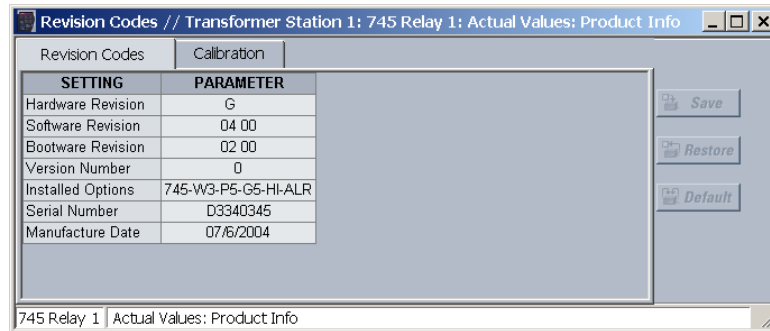 Revision Codes // Transformer Station 1: 745 Relay 1: Actual Values: Product Info
Revision Codes Calibration
SETTING PARAMETER
Hardware Revision G
Software Revision 04 00
Bootware Revision 02 00
Version Number 0
Installed Options 745-W3-P5-G5-HI-ALR
Serial Number D3340345
Manufacture Date 07/6/2004
Save
Restore
Default
745 Relay 1 Actual Values: Product Info